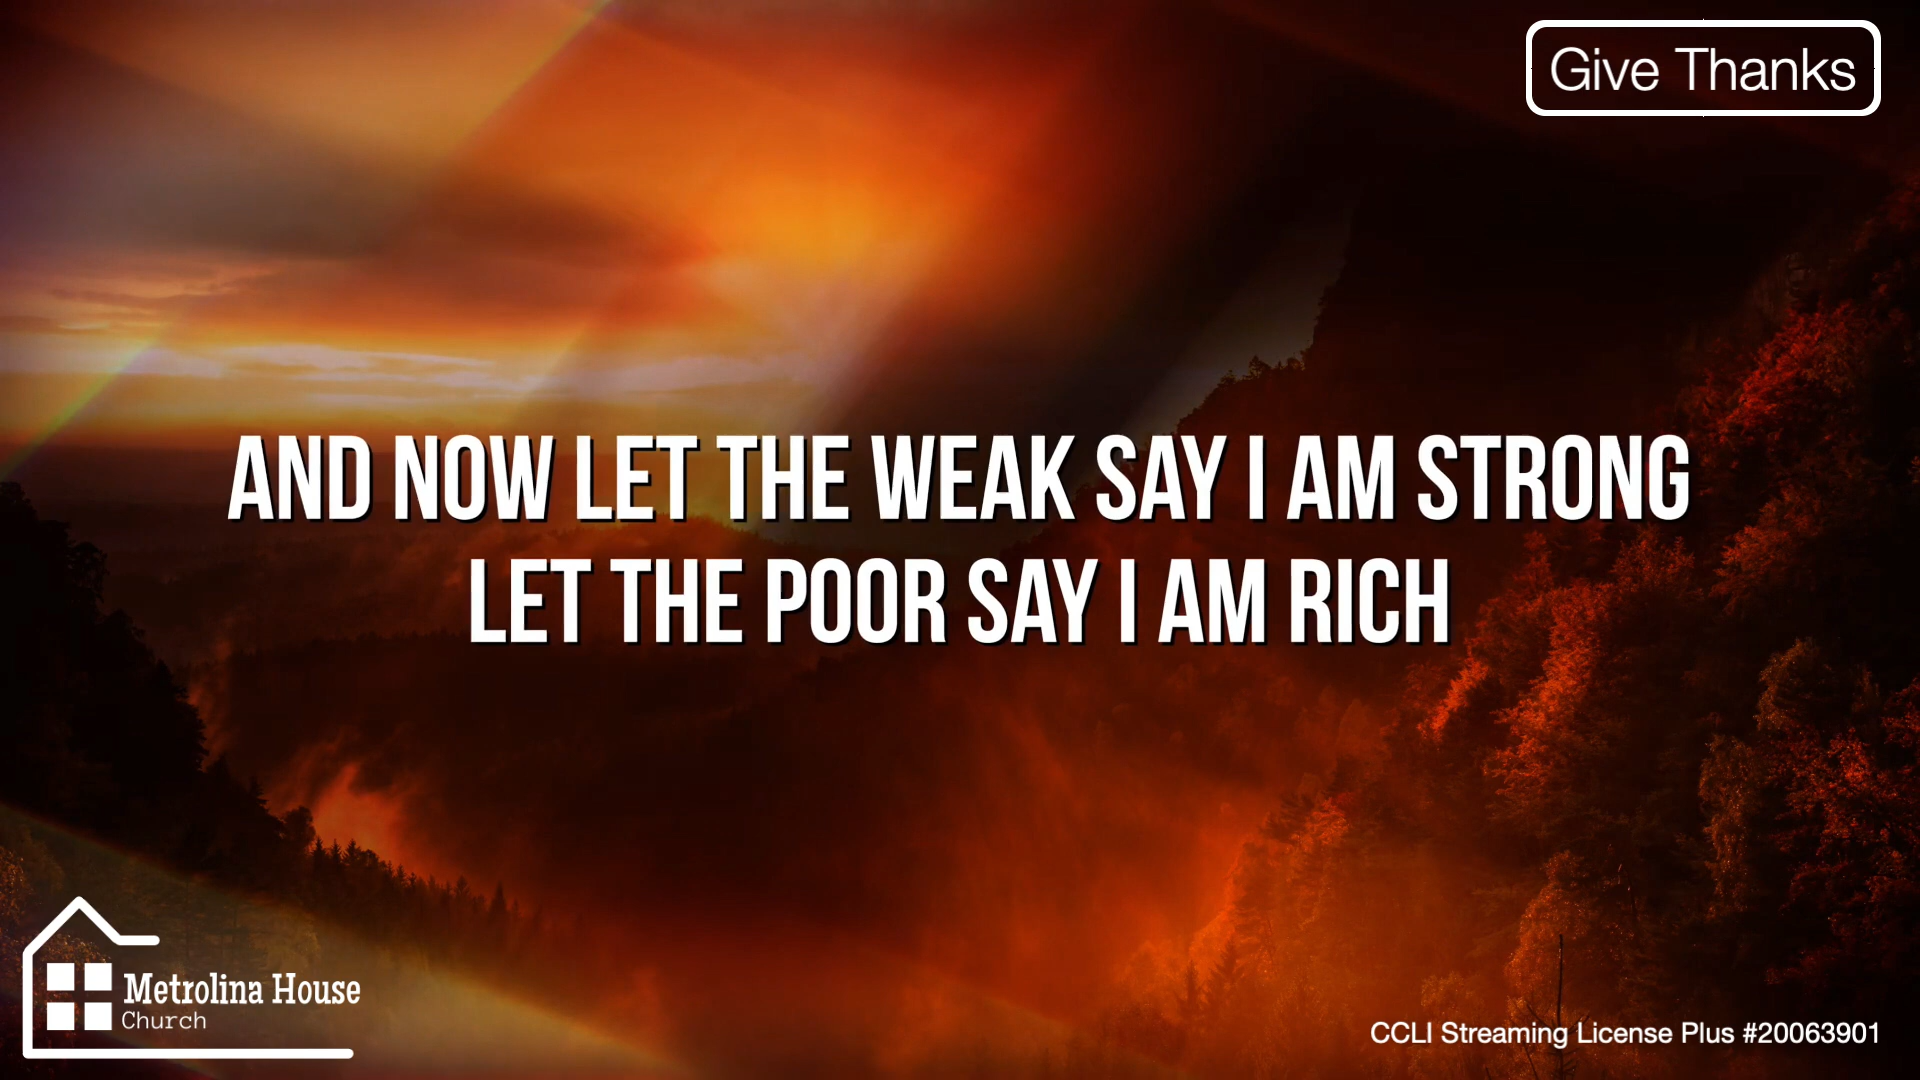 Give Thanks
AND NOW LET THE WEAK SAY I AM STRONG
LET THE POOR SAY I AM RICH
Metrolina House
Church
CCLI Streaming License Plus #20063901